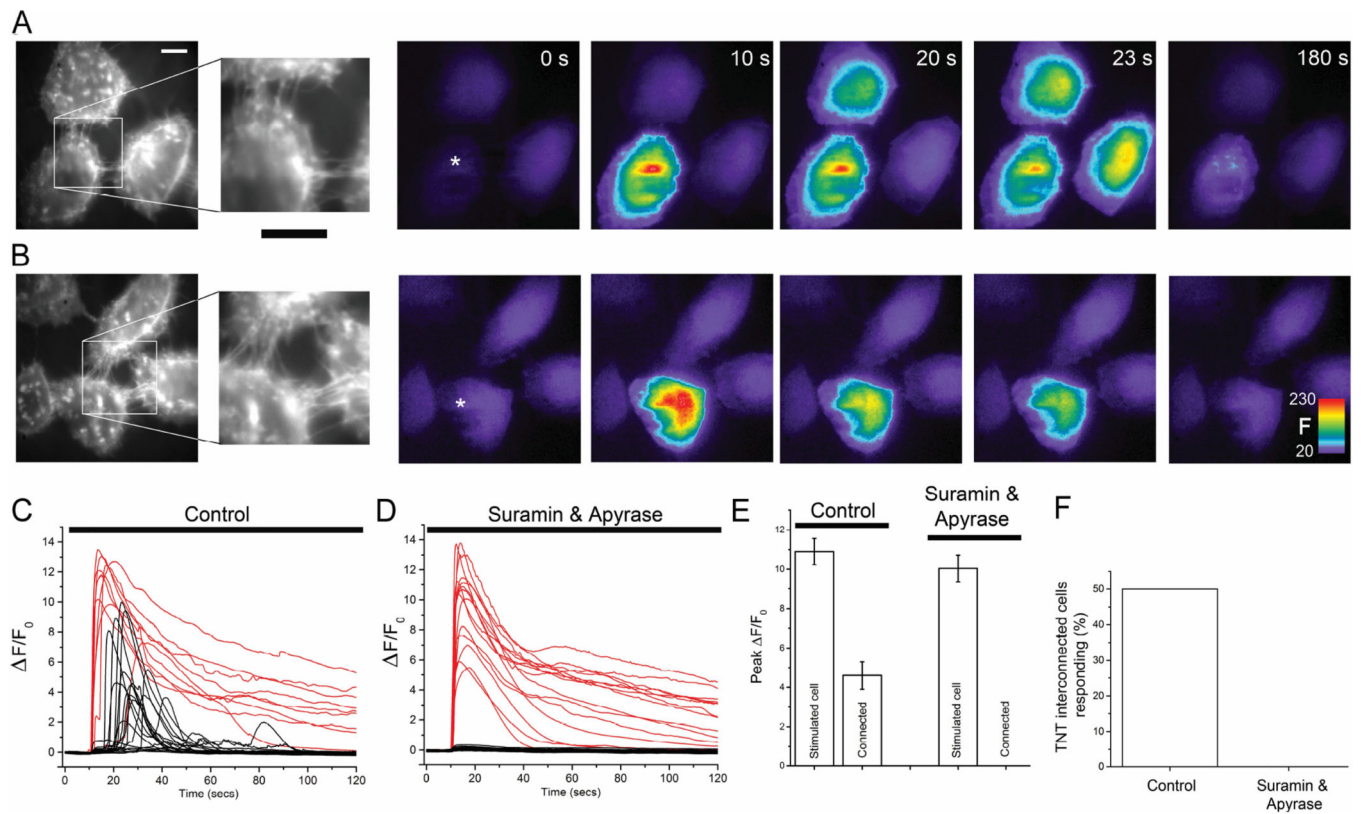 A
0 s
10 s
20 s
23 s
180 s
*
B
*
230
F
20
C
Control
ΔF/F0
14
12
10
8
6
4
2
0
0 20 40 60 80 100 120
Time (secs)
D
Suramin & Apyrase
ΔF/F0
14
12
10
8
6
4
2
0
0 20 40 60 80 100 120
Time (secs)
E
Control
Suramin &
Apyrase
Peak ΔF/F0
12
10
8
6
4
2
0
Stimulated cell
Connected
Stimulated cell
Connected
F
TNT interconnected cells
responding (%)
50
40
30
20
10
0
Control
Suramin &
Apyrase